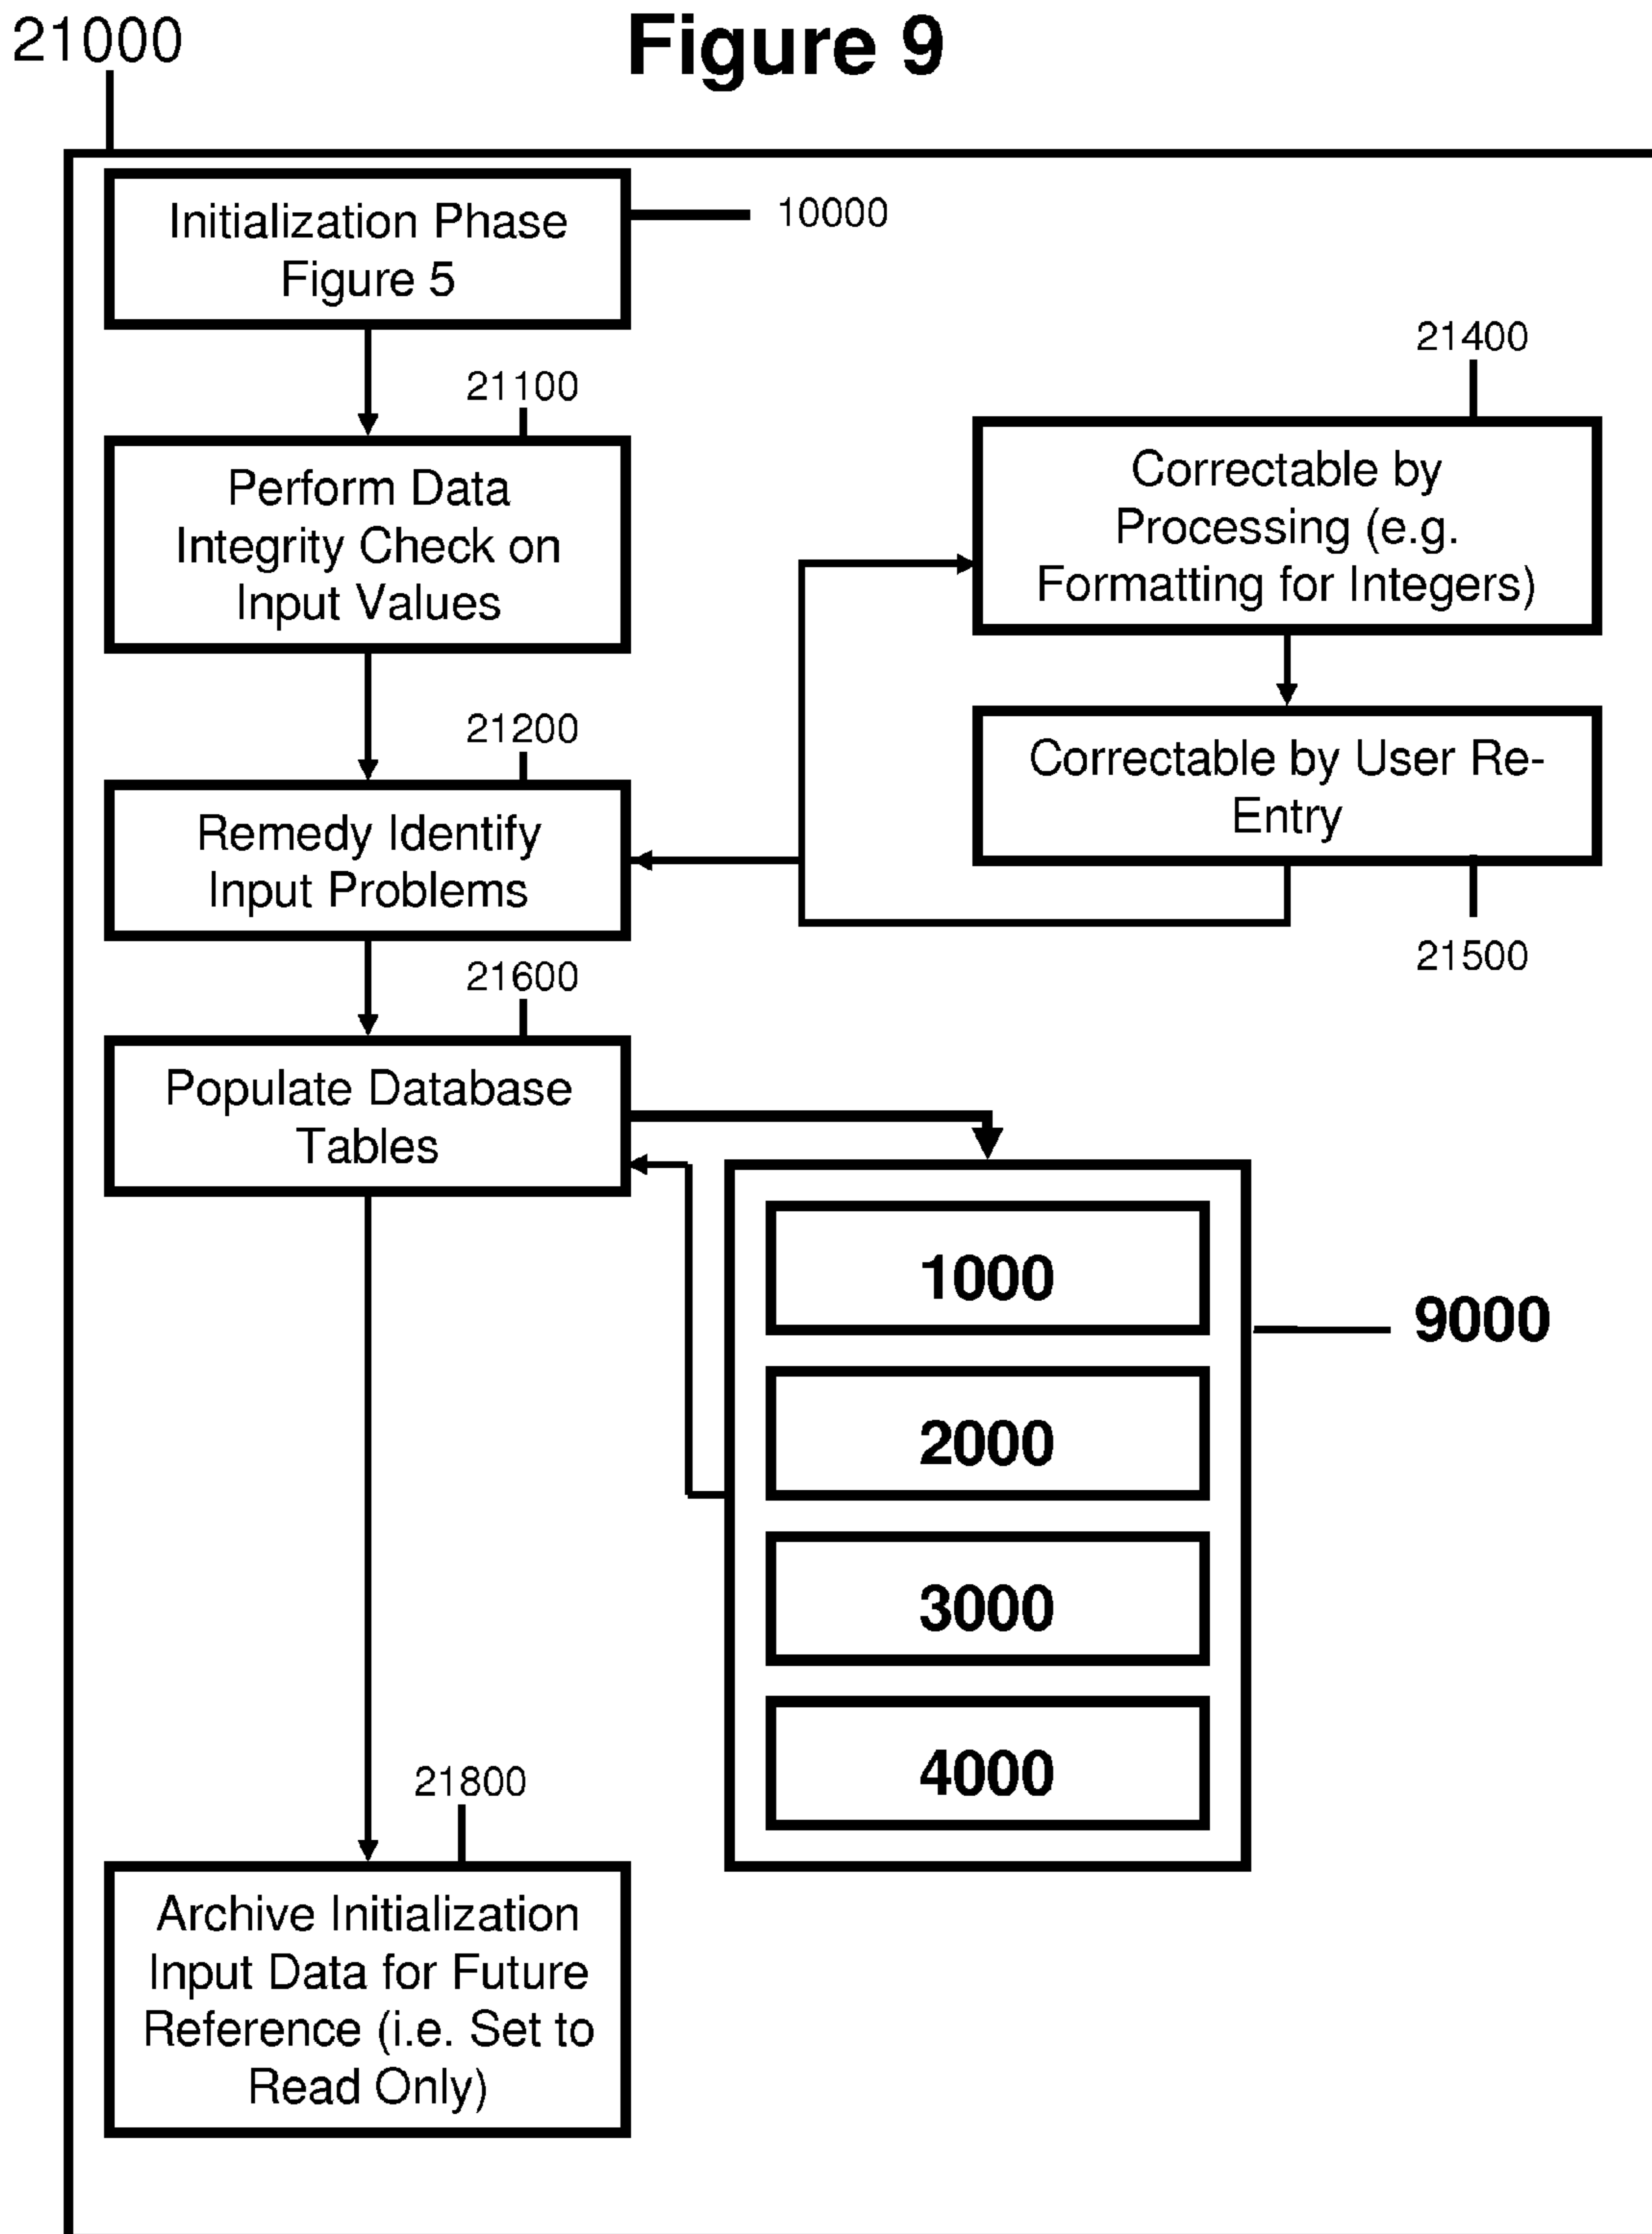 21000
Figure 9
Initialization Phase
Figure 5
10000
21100
Perform Data
Integrity Check on
Input Values
21400
Correctable by
Processing (e.g.
Formatting for Integers)
21200
Remedy Identify
Input Problems
Correctable by User Re-
Entry
21500
21600
Populate Database
Tables
1000
2000
3000
4000
9000
21800
Archive Initialization
Input Data for Future
Reference (i.e. Set to
Read Only)